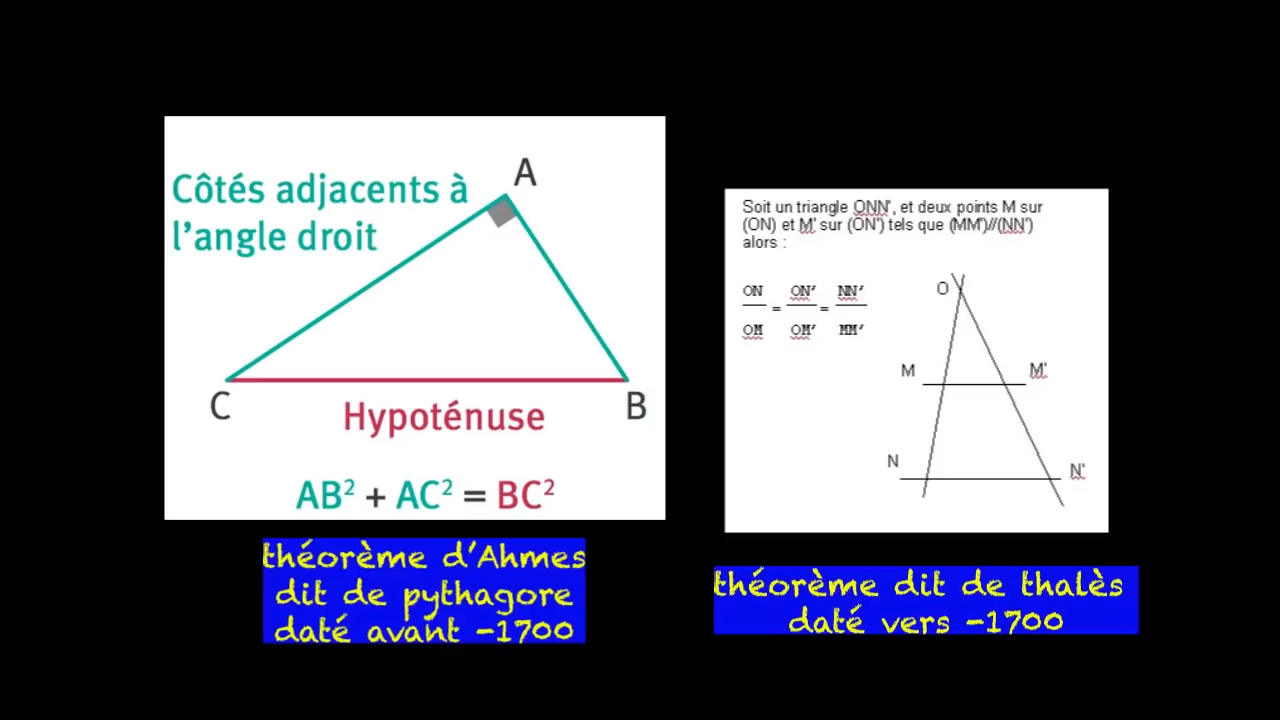 A
Côtés adjacents à
l'angle droit
C
B
Hypoténuse
AB² + AC² = BC²
théorème d'Ahmes
dit de pythagore
daté avant -1700
Soit un triangle ONN', et deux points M sur
(ON) et M' sur (ON') tels que (MM')//(NN')
alors :
ON ON' NN'
= =
OM OM' MM'
O
M M'
N N'
théorème dit de thalès
daté vers -1700